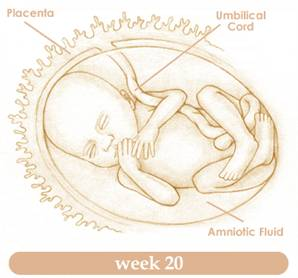 Placenta
Umbilical
Cord
Amniotic Fluid
week 20